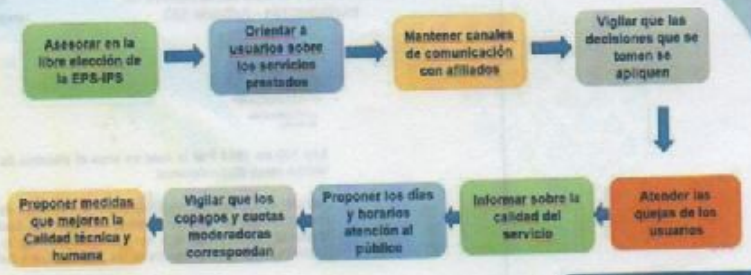 Asesorar en la
libre elección de
la EPS-IPS
Orientar a
usuarios sobre
los servicios
prestados
Mantener canales
de comunicación
con afiliados
Vigilar que las
decisiones que se
tomen se
apliquen
Atender las
quejas de los
usuarios
Informar sobre la
calidad del
servicio
Proponer los días
y horarios
atención al
público
Vigilar que los
copagos y cuotas
moderadoras
correspondan
Proponer medidas
que mejoren la
Calidad técnica y
humana